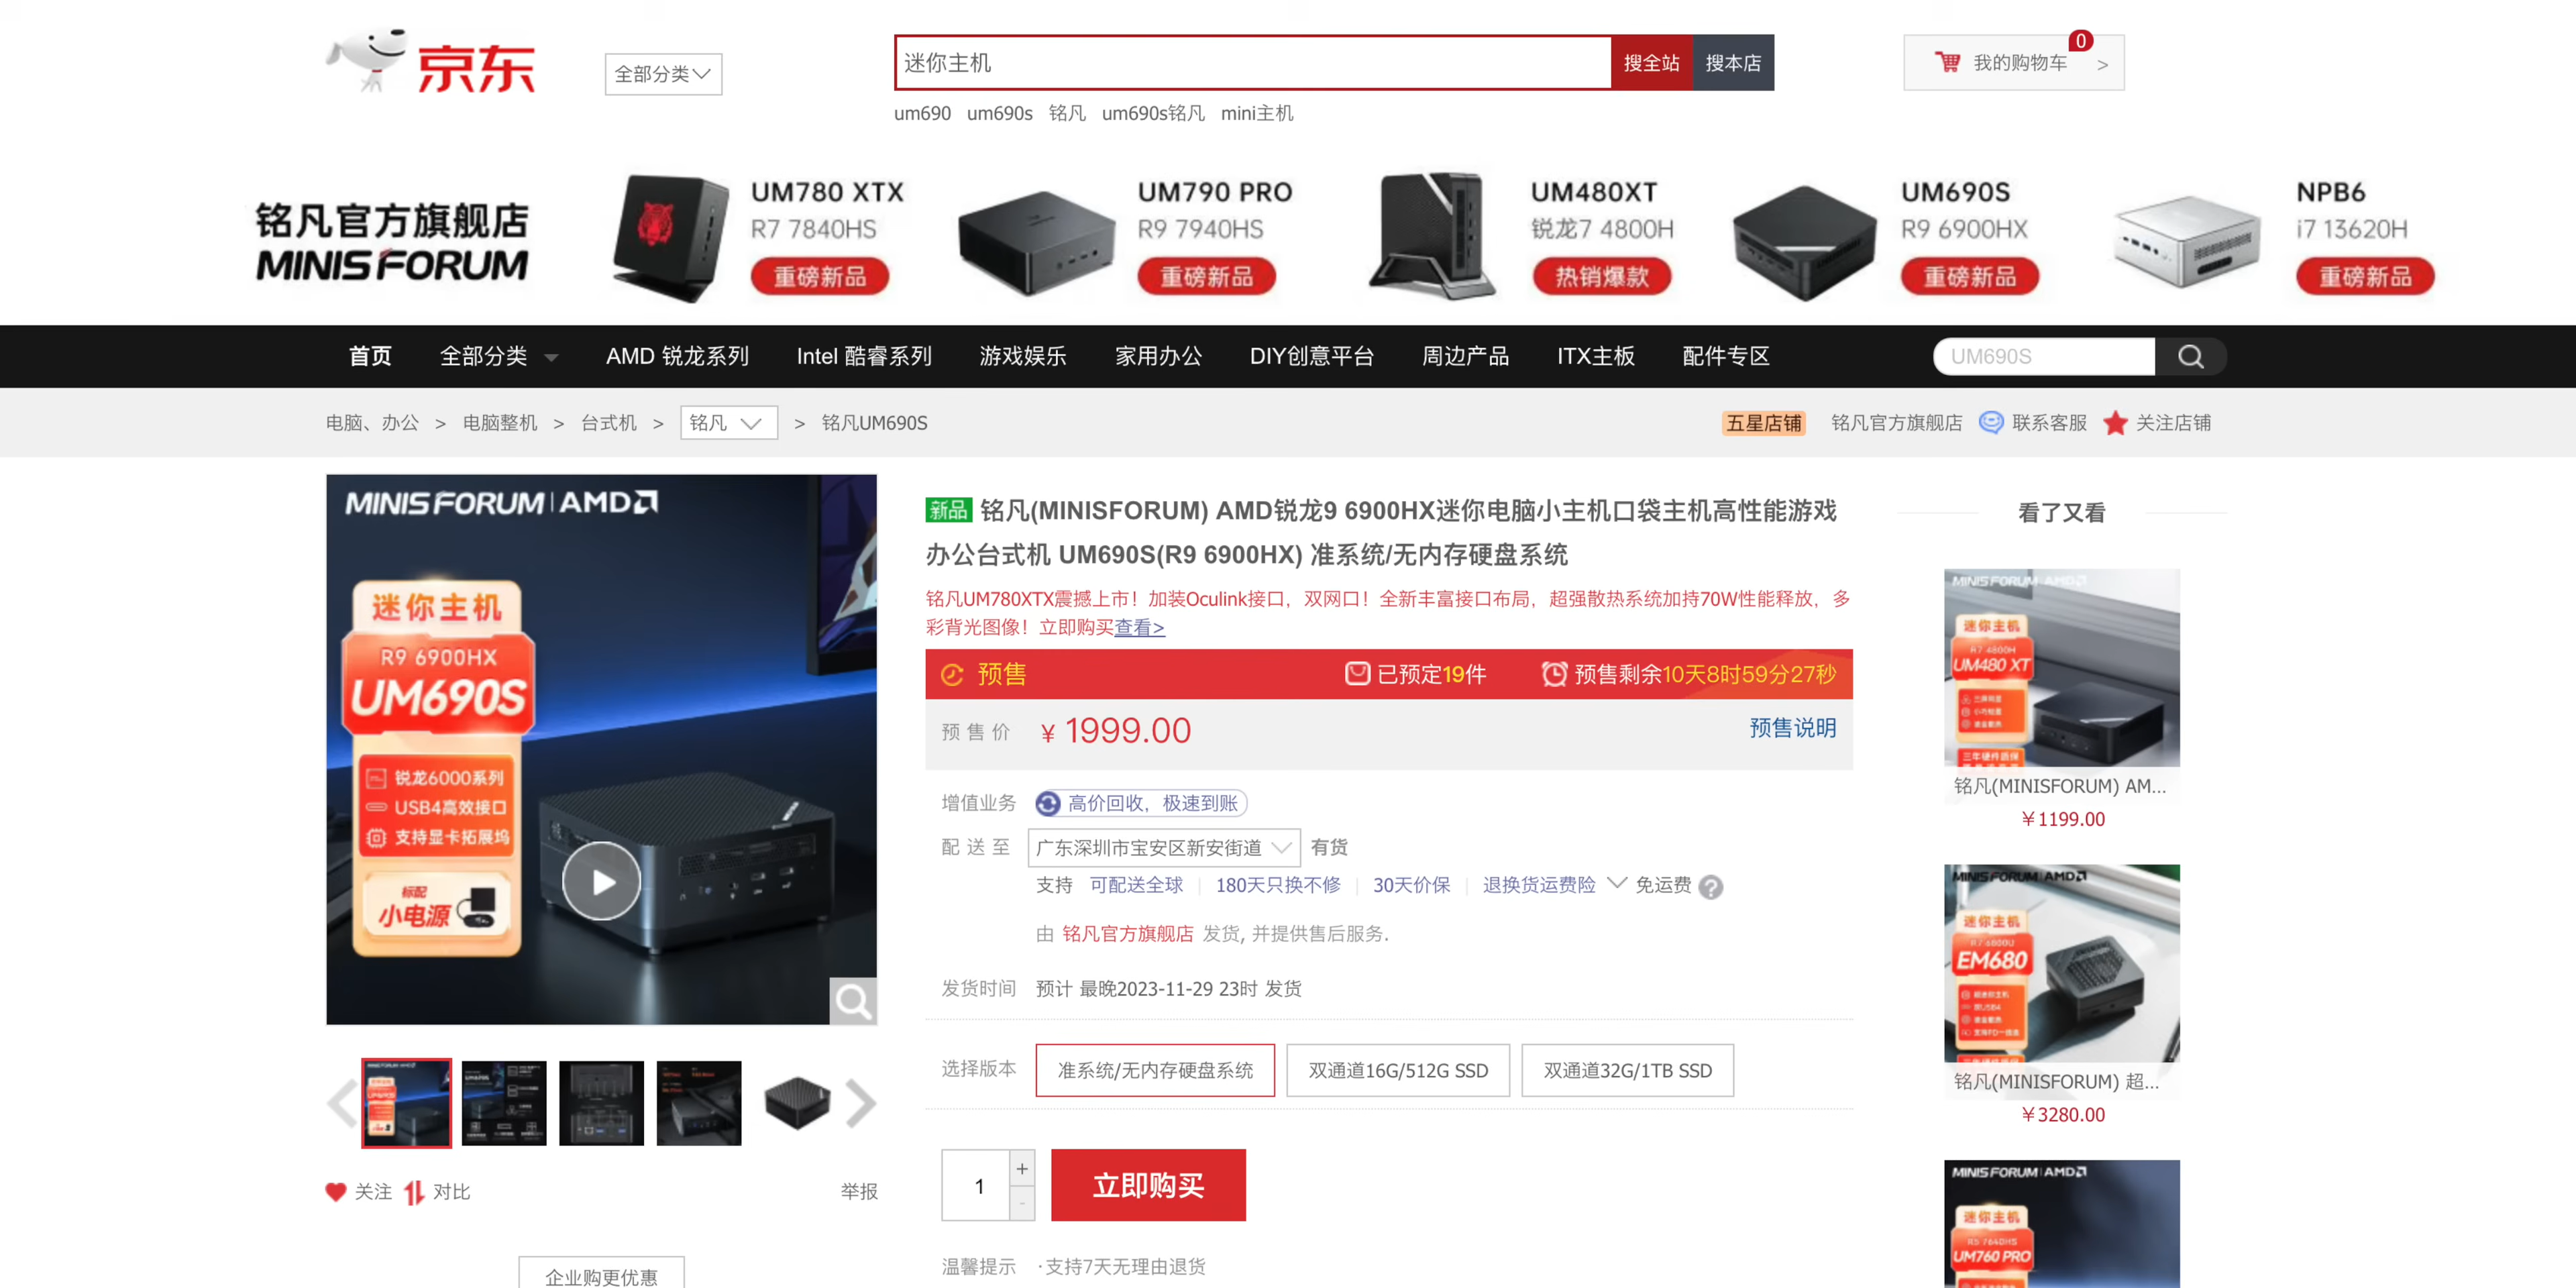 京东
全部分类
迷你主机
搜全站
搜本店
0
我的购物车 >
um690 um690s 铭凡 um690s铭凡 mini主机
铭凡官方旗舰店
MINISFORUM
UM780 XTX
R7 7840HS
重磅新品
UM790 PRO
R9 7940HS
重磅新品
UM480XT
锐龙7 4800H
热销爆款
UM690S
R9 6900HX
重磅新品
NPB6
i7 13620H
重磅新品
首页 全部分类 AMD 锐龙系列 Intel 酷睿系列 游戏娱乐 家用办公 DIY创意平台 周边产品 ITX主板 配件专区
UM690S
电脑、办公 > 电脑整机 > 台式机 > 铭凡 > 铭凡UM690S
五星店铺 铭凡官方旗舰店 联系客服 关注店铺
MINISFORUM | AMD
迷你主机
R9 6900HX
UM690S
锐龙6000系列
USB4高效接口
支持显卡拓展坞
标配
小电源
关注 对比
举报
企业购更优惠
新品 铭凡(MINISFORUM) AMD锐龙9 6900HX迷你电脑小主机口袋主机高性能游戏
办公台式机 UM690S(R9 6900HX) 准系统/无内存硬盘系统
铭凡UM780XTX震撼上市！加装Oculink接口，双网口！全新丰富接口布局，超强散热系统加持70W性能释放，多
彩背光图像！立即购买查看>
预售 已预定19件 预售剩余10天8时59分27秒
预售价 ¥ 1999.00 预售说明
增值业务 高价回收，极速到账
配送至 广东深圳市宝安区新安街道 有货
支持 可配送全球 180天只换不修 30天价保 退换货运费险 免运费 ?
由 铭凡官方旗舰店 发货, 并提供售后服务.
发货时间 预计 最晚2023-11-29 23时 发货
选择版本 准系统/无内存硬盘系统 双通道16G/512G SSD 双通道32G/1TB SSD
1 + -
立即购买
温馨提示 ·支持7天无理由退货
看了又看
MINISFORUM AMD
迷你主机
R7 4800H
UM480 XT
铭凡(MINISFORUM) AM...
¥1199.00
MINISFORUM AMD
迷你主机
R7 6800U
EM680
铭凡(MINISFORUM) 超...
¥3280.00
MINISFORUM AMD
迷你主机
R5 7640HS
UM760 PRO